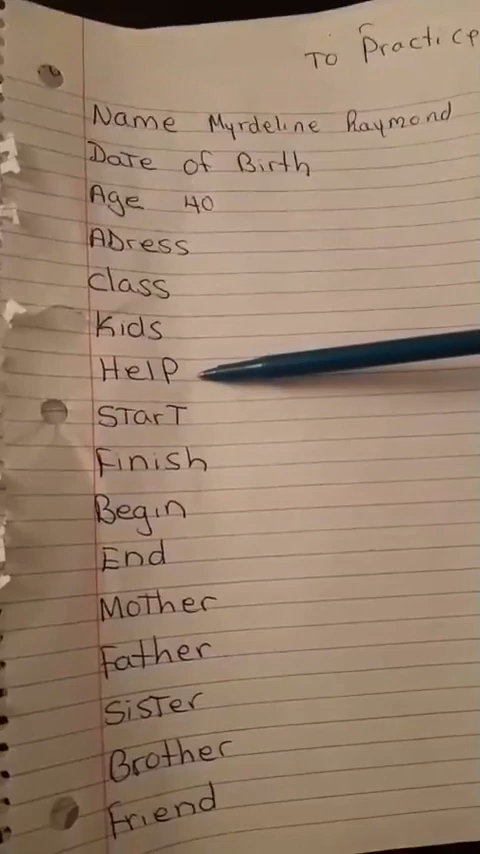 To Practice
Name Myrdeline Raymond
Date of Birth
Age 40
ADress
Class
Kids
Help
Start
Finish
Begin
End
Mother
Father
Sister
Brother
Friend